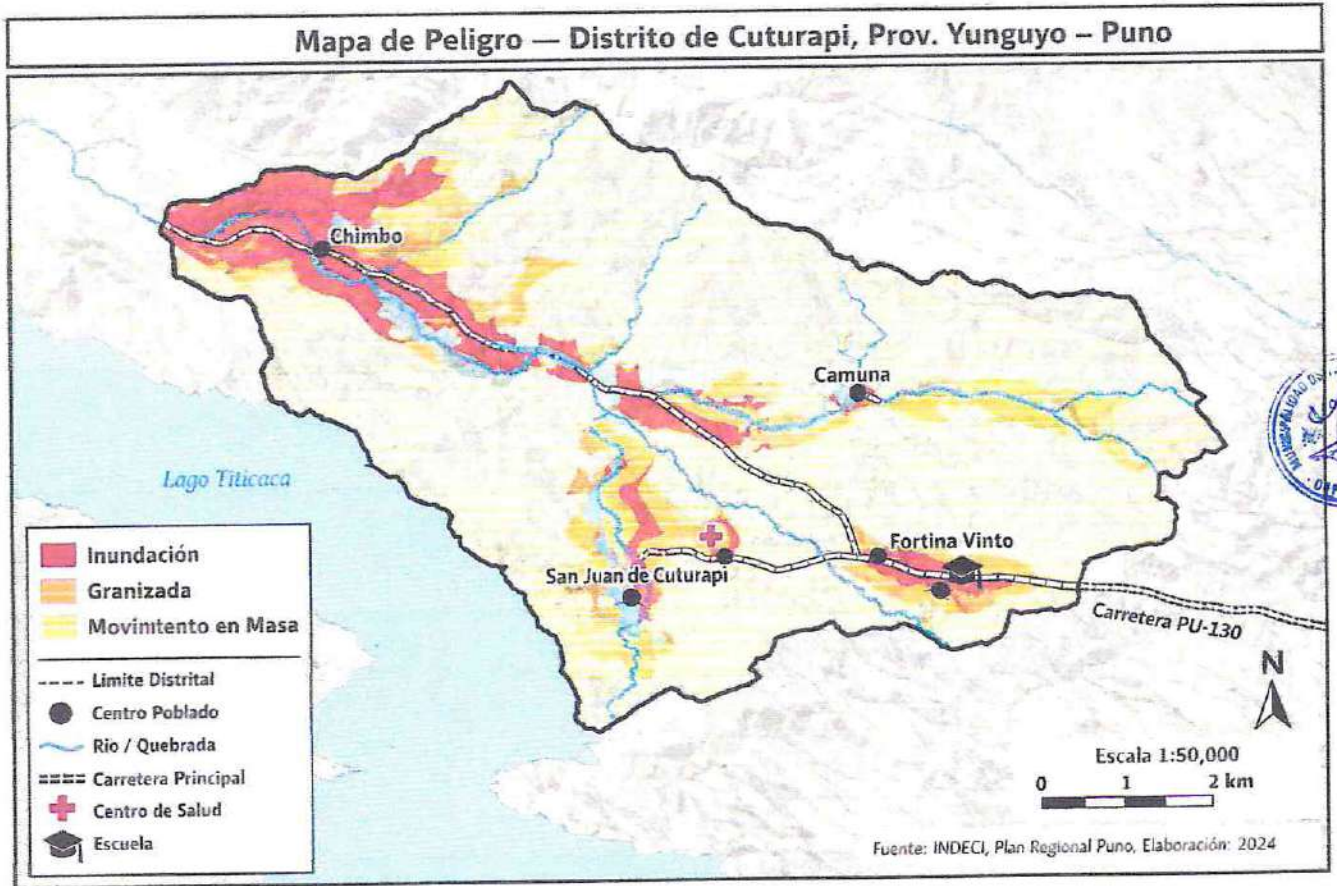 Mapa de Peligro — Distrito de Cuturapi, Prov. Yunguyo – Puno
Chimbo
Camuna
Lago Titicaca
Fortina Vinto
San Juan de Cuturapi
Carretera PU-130
Inundación
Granizada
Movimtento en Masa
Limite Distrital
Centro Poblado
Rio / Quebrada
Carretera Principal
Centro de Salud
Escuela
N
Escala 1:50,000
0 1 2 km
Fuente: INDECI, Plan Regional Puno, Elaboración: 2024